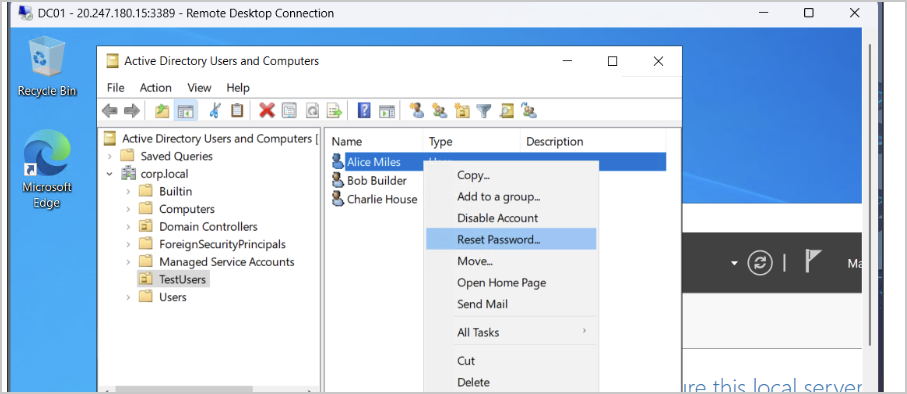 DC01 - 20.247.180.15:3389 - Remote Desktop Connection
Recycle Bin
Microsoft
Edge
Active Directory Users and Computers
File Action View Help
Active Directory Users and Computers [
Saved Queries
corp.local
Builtin
Computers
Domain Controllers
ForeignSecurityPrincipals
Managed Service Accounts
TestUsers
Users
Name Type Description
Alice Miles
Bob Builder
Charlie House
Copy...
Add to a group...
Disable Account
Reset Password...
Move...
Open Home Page
Send Mail
All Tasks
Cut
Delete
Ma
ure this local server